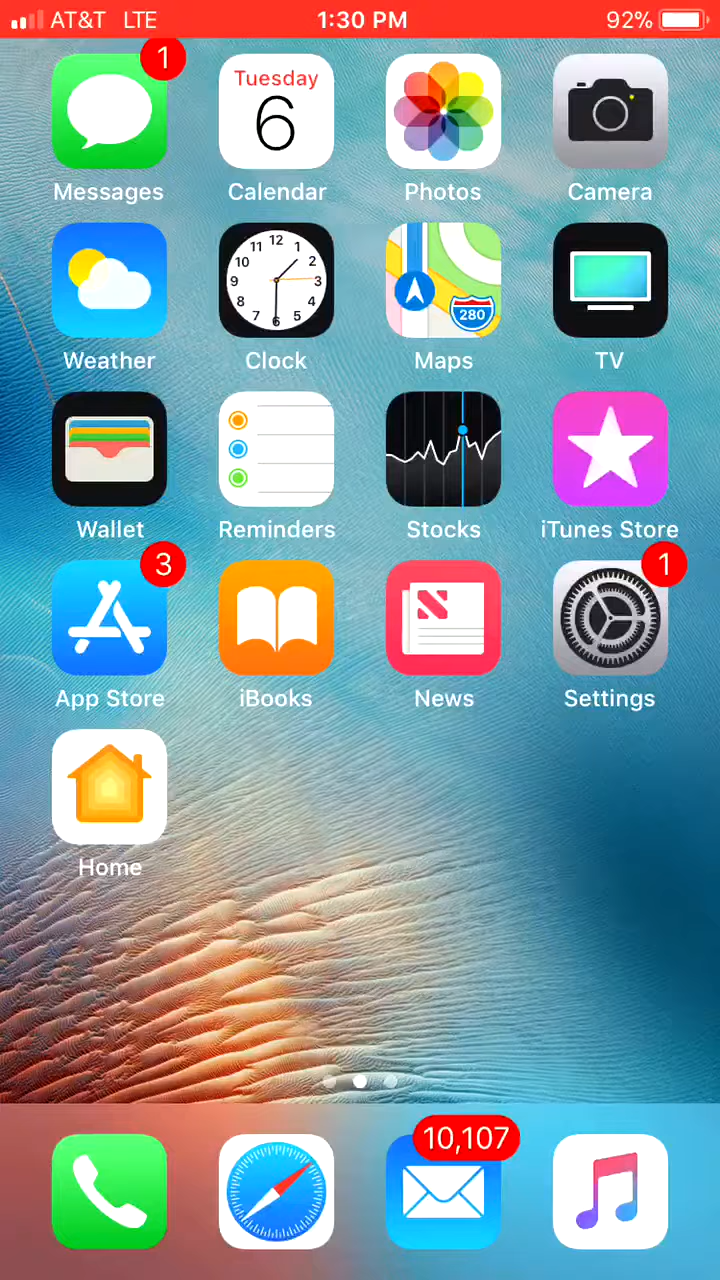 AT&T LTE 1:30 PM 92%
1
Tuesday
6
Messages Calendar Photos Camera
12
11 1
10 2
9 3
8 4
7 5
6
280
Weather Clock Maps TV
Wallet Reminders Stocks iTunes Store
3 1
App Store iBooks News Settings
Home
10,107